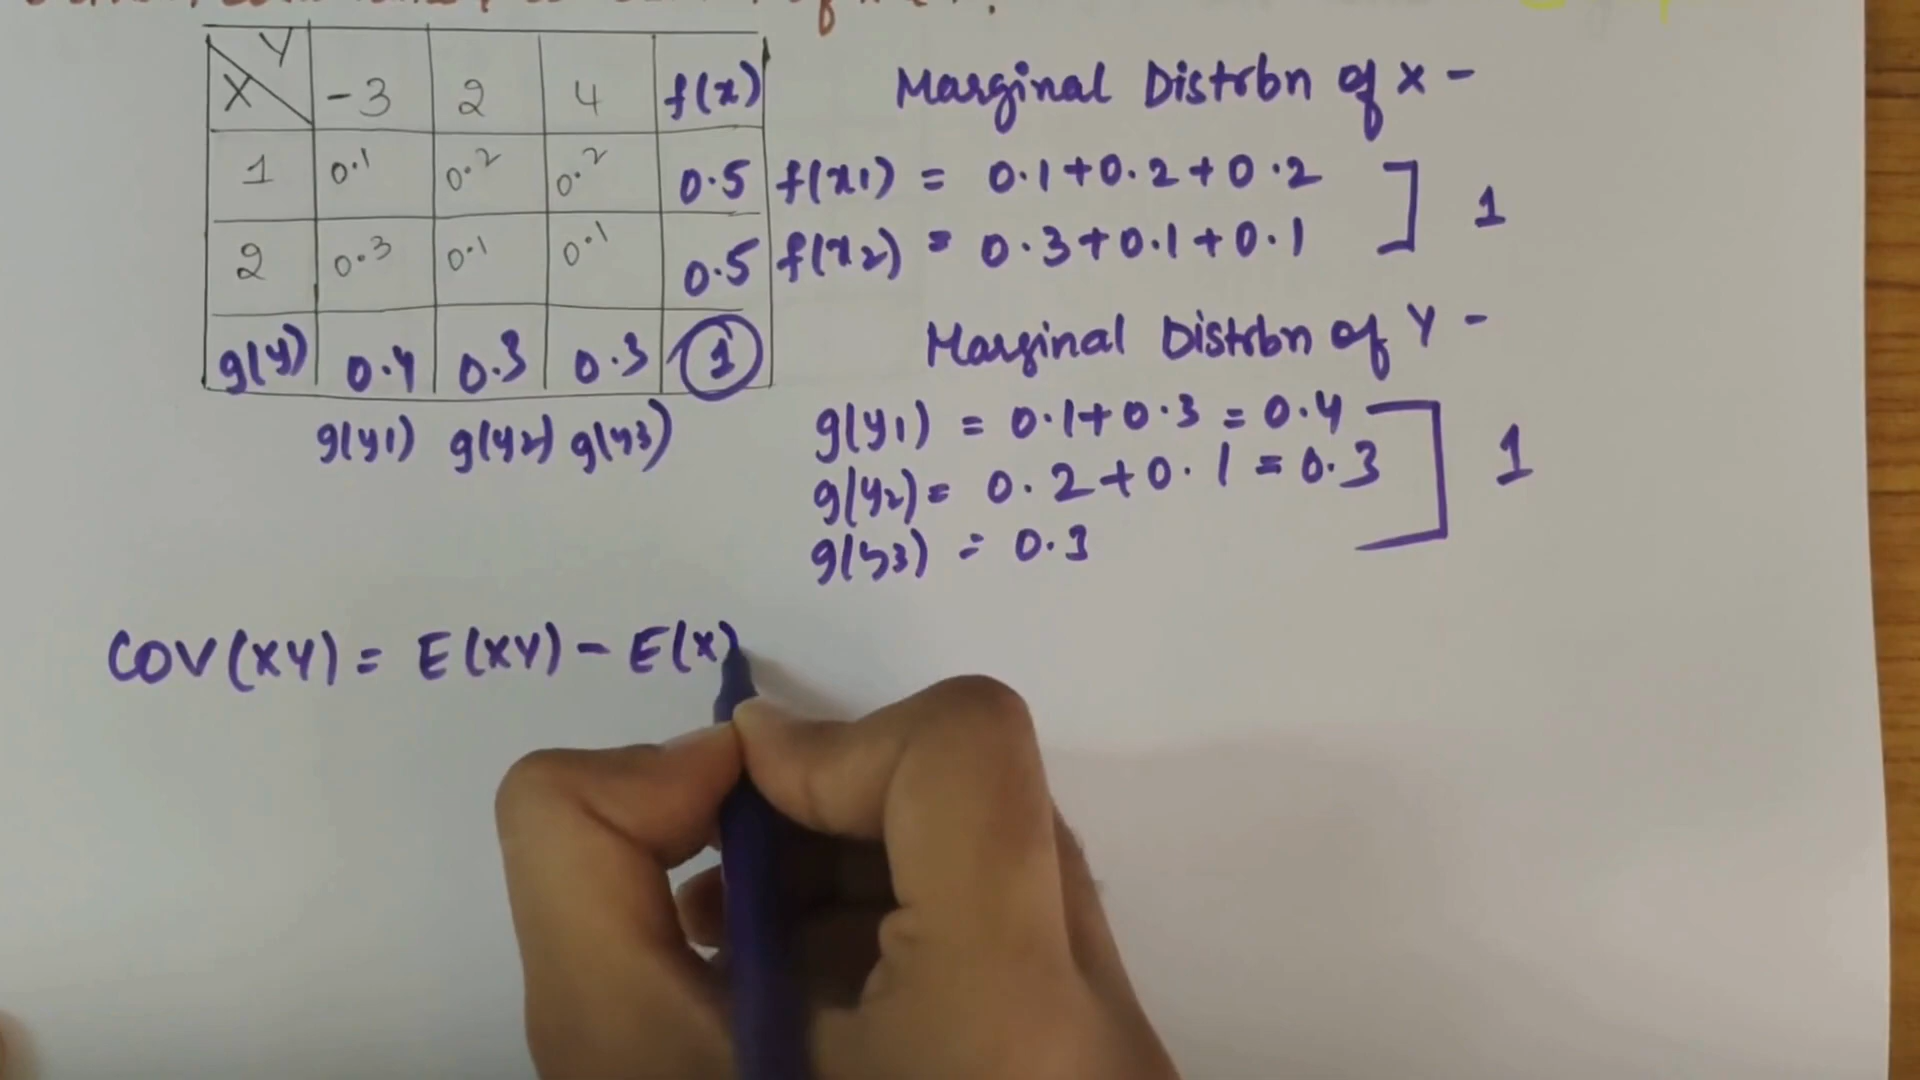 Y
X -3 2 4 f(x)
1 0.1 0.2 0.2 0.5
2 0.3 0.1 0.1 0.5
g(y) 0.4 0.3 0.3 1
g(y1) g(y2) g(y3)
Marginal Distrbn of X -
f(x1) = 0.1+0.2+0.2
f(x2) = 0.3+0.1+0.1
1
Marginal Distrbn of Y -
g(y1) = 0.1+0.3 = 0.4
g(y2) = 0.2+0.1 = 0.3
g(y3) = 0.3
1
COV(XY) = E(XY) - E(X)